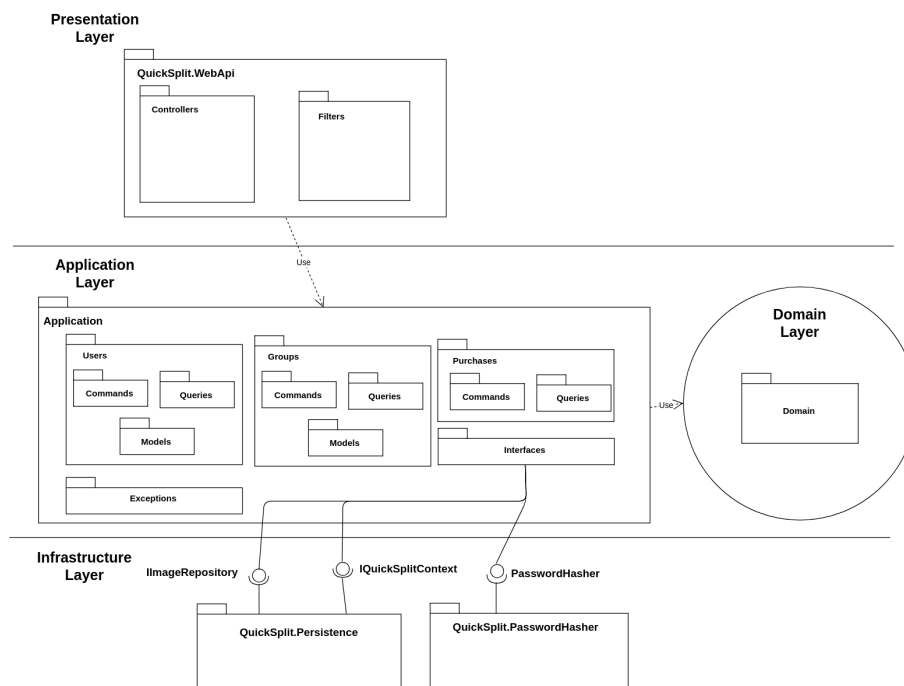 Presentation
Layer
QuickSplit.WebApi
Controllers
Filters
Use
Application
Layer
Application
Users
Commands
Queries
Models
Groups
Commands
Queries
Models
Purchases
Commands
Queries
Interfaces
Exceptions
Use
Domain
Layer
Domain
Infrastructure
Layer
IImageRepository
IQuickSplitContext
PasswordHasher
QuickSplit.Persistence
QuickSplit.PasswordHasher